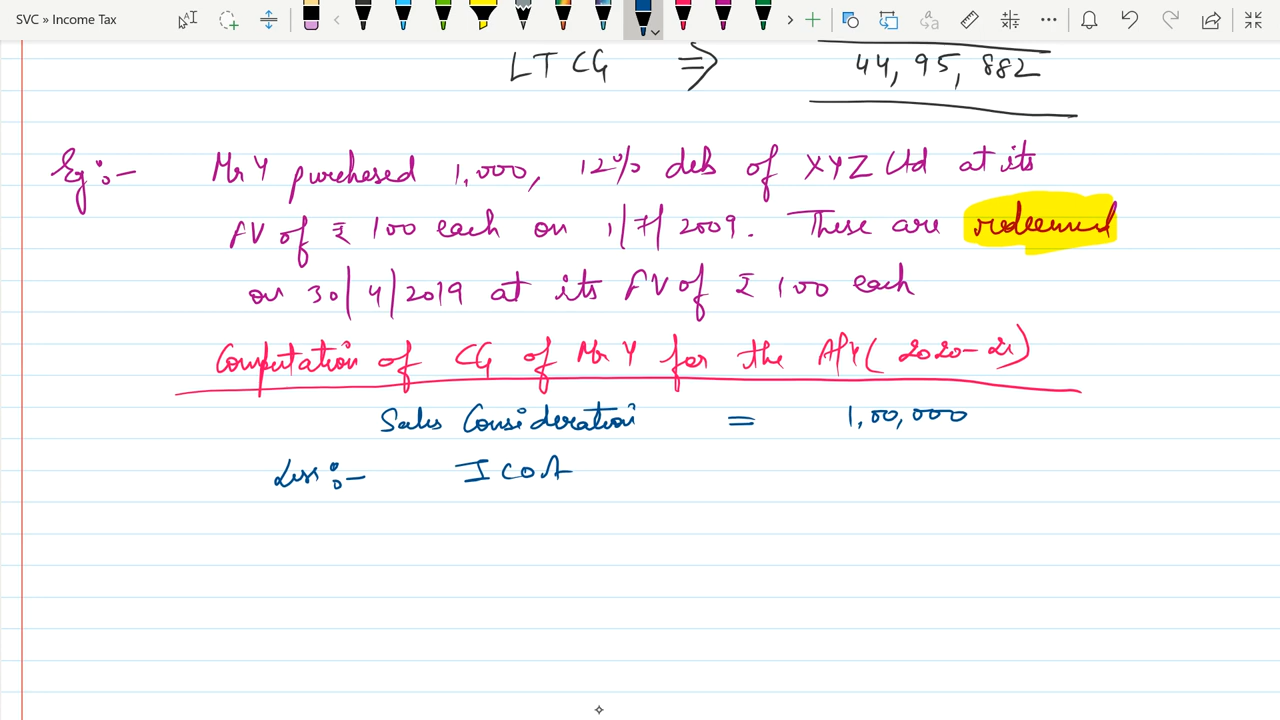 SVC » Income Tax
LTCG ⇒ 44,95,882
Eg:- Mr Y purchased 1,000, 12% deb of XYZ Ltd at its
FV of ₹ 100 each on 1/7/2009. These are redeemed
on 30/4/2019 at its FV of ₹ 100 each
Computation of CG of Mr Y for the A/Y (2020-21)
Sales Consideration = 1,00,000
Less:- ICOA